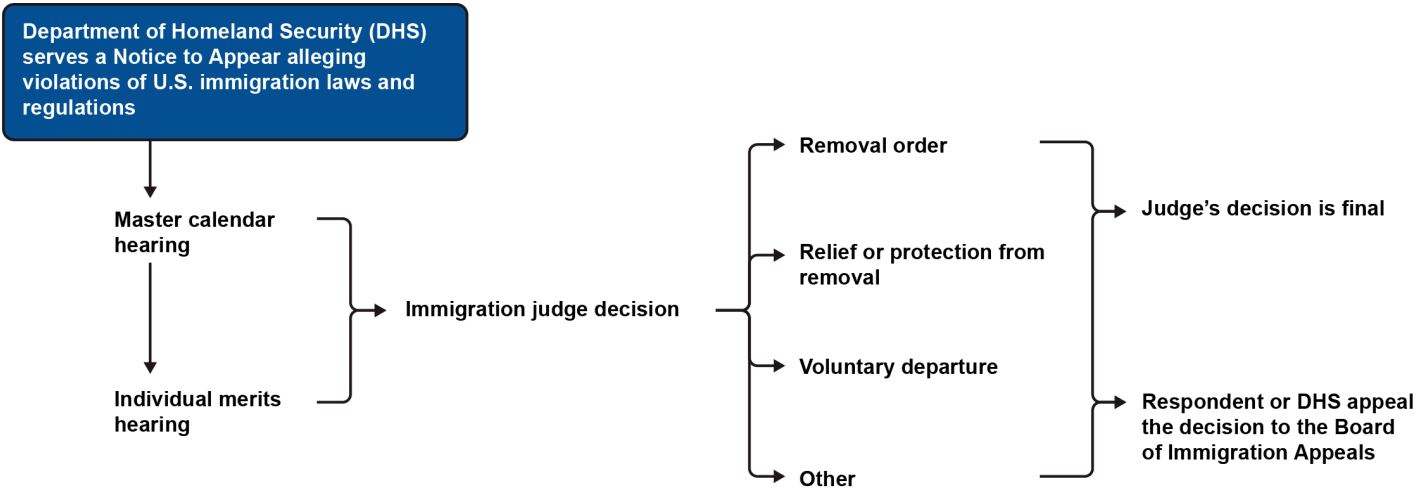 Department of Homeland Security (DHS)
serves a Notice to Appear alleging
violations of U.S. immigration laws and
regulations
Master calendar
hearing
Individual merits
hearing
Immigration judge decision
Removal order
Relief or protection from
removal
Voluntary departure
Other
Judge’s decision is final
Respondent or DHS appeal
the decision to the Board
of Immigration Appeals